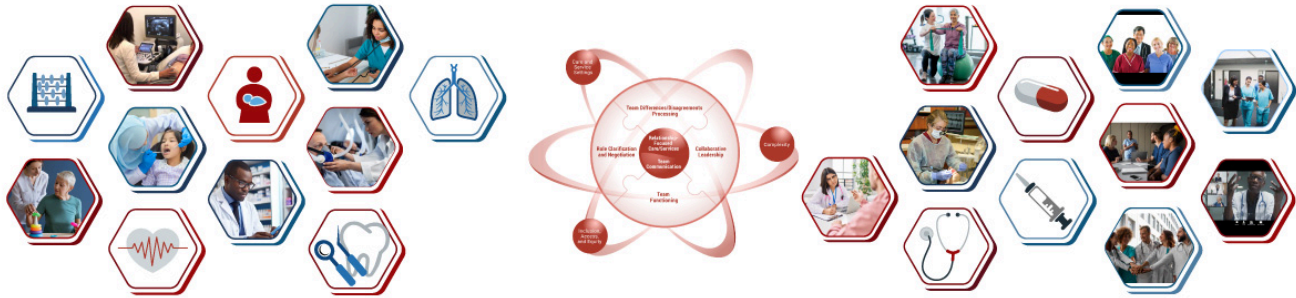 Care and
Service
Settings
Team Differences/Disagreements
Processing
Relationship-
Focused
Care/Services
Role Clarification
and Negotiation
Collaborative
Leadership
Complexity
Team
Communication
Team
Functioning
Inclusion,
Access,
and Equity